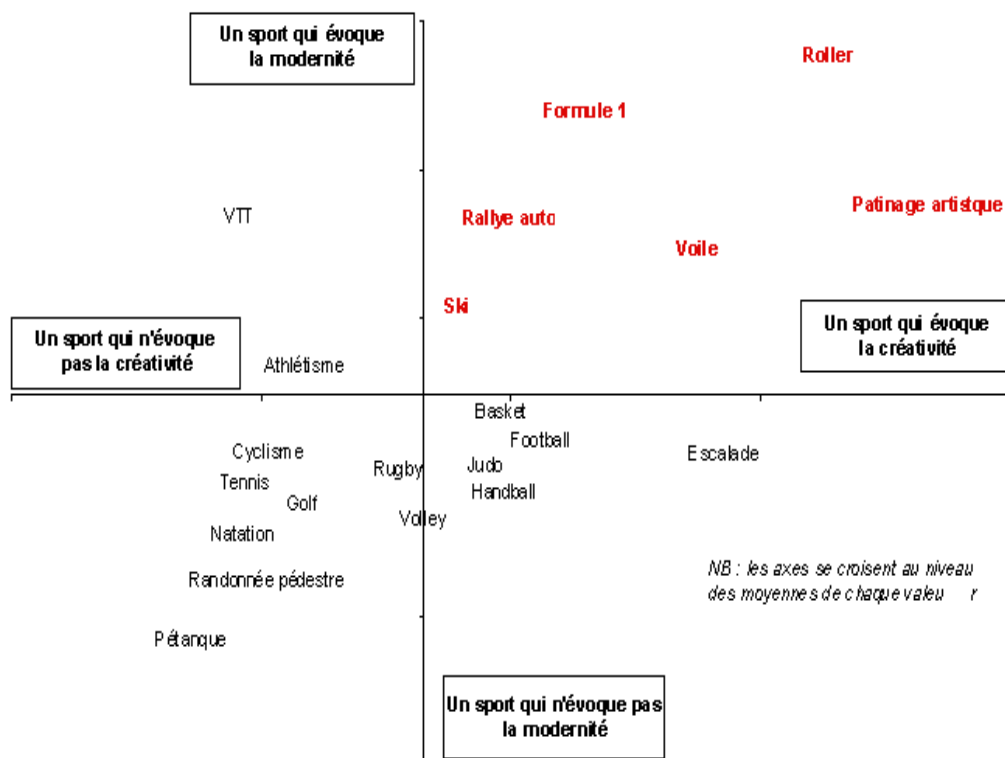 Un sport qui évoque
la modernité
Roller
Formule 1
VTT
Rallye auto
Patinage artistque
Voile
Ski
Un sport qui n'évoque
pas la créativité
Un sport qui évoque
la créativité
Athlétisme
Basket
Football
Cyclisme
Rugby
Judo
Escalade
Tennis
Handball
Golf
Volley
Natation
NB : les axes se croisent au niveau
des moyennes de chaque valeu r
Randonnée pédestre
Pétanque
Un sport qui n'évoque pas
la modernité